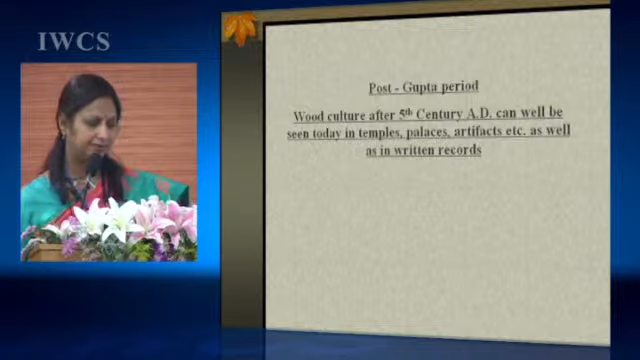 IWCS
Post - Gupta period
Wood culture after 5th Century A.D. can well be
seen today in temples, palaces, artifacts etc. as well
as in written records